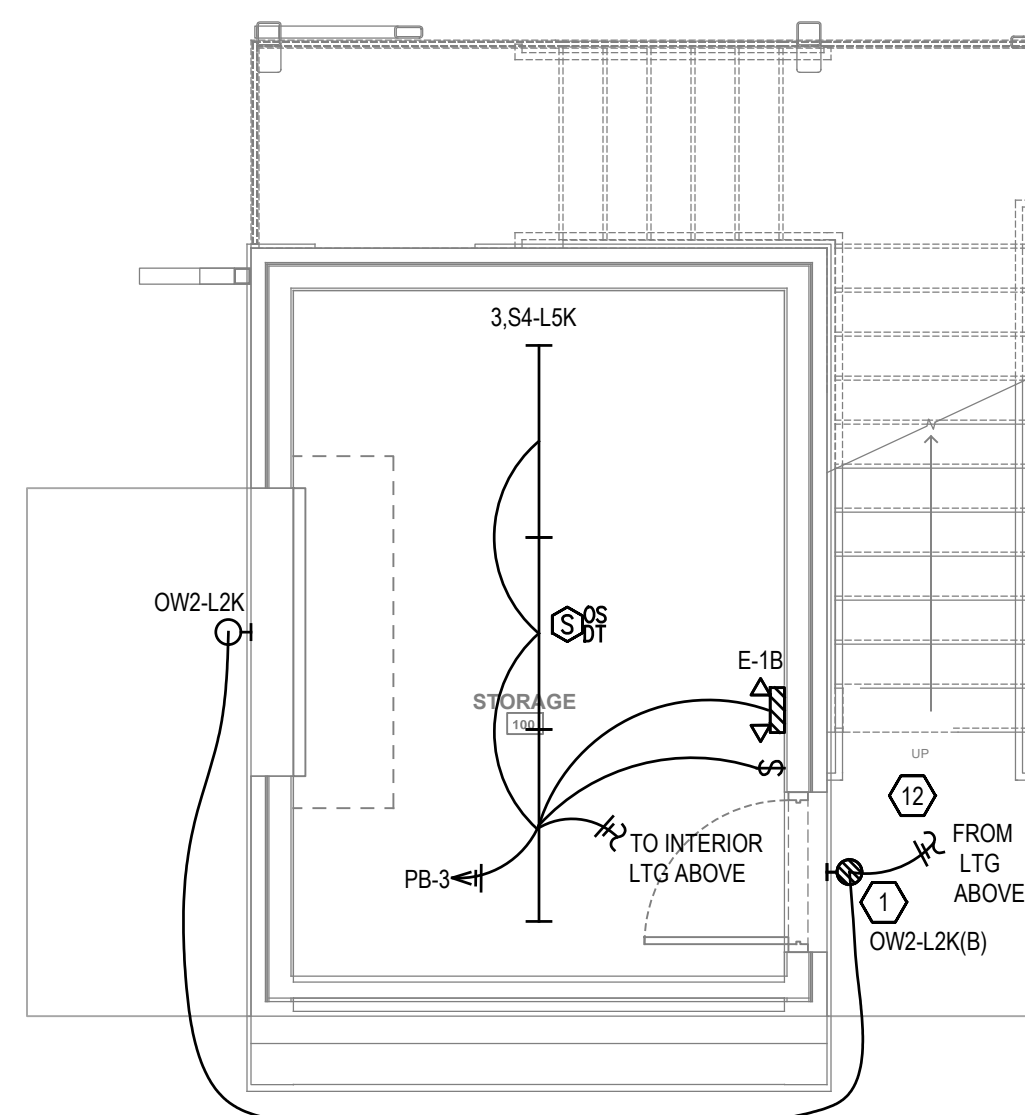 3,S4-L5K
OW2-L2K
S
OS
DT
E-1B
STORAGE
100
S
UP
12
TO INTERIOR
LTG ABOVE
FROM
LTG
ABOVE
PB-3
1
OW2-L2K(B)